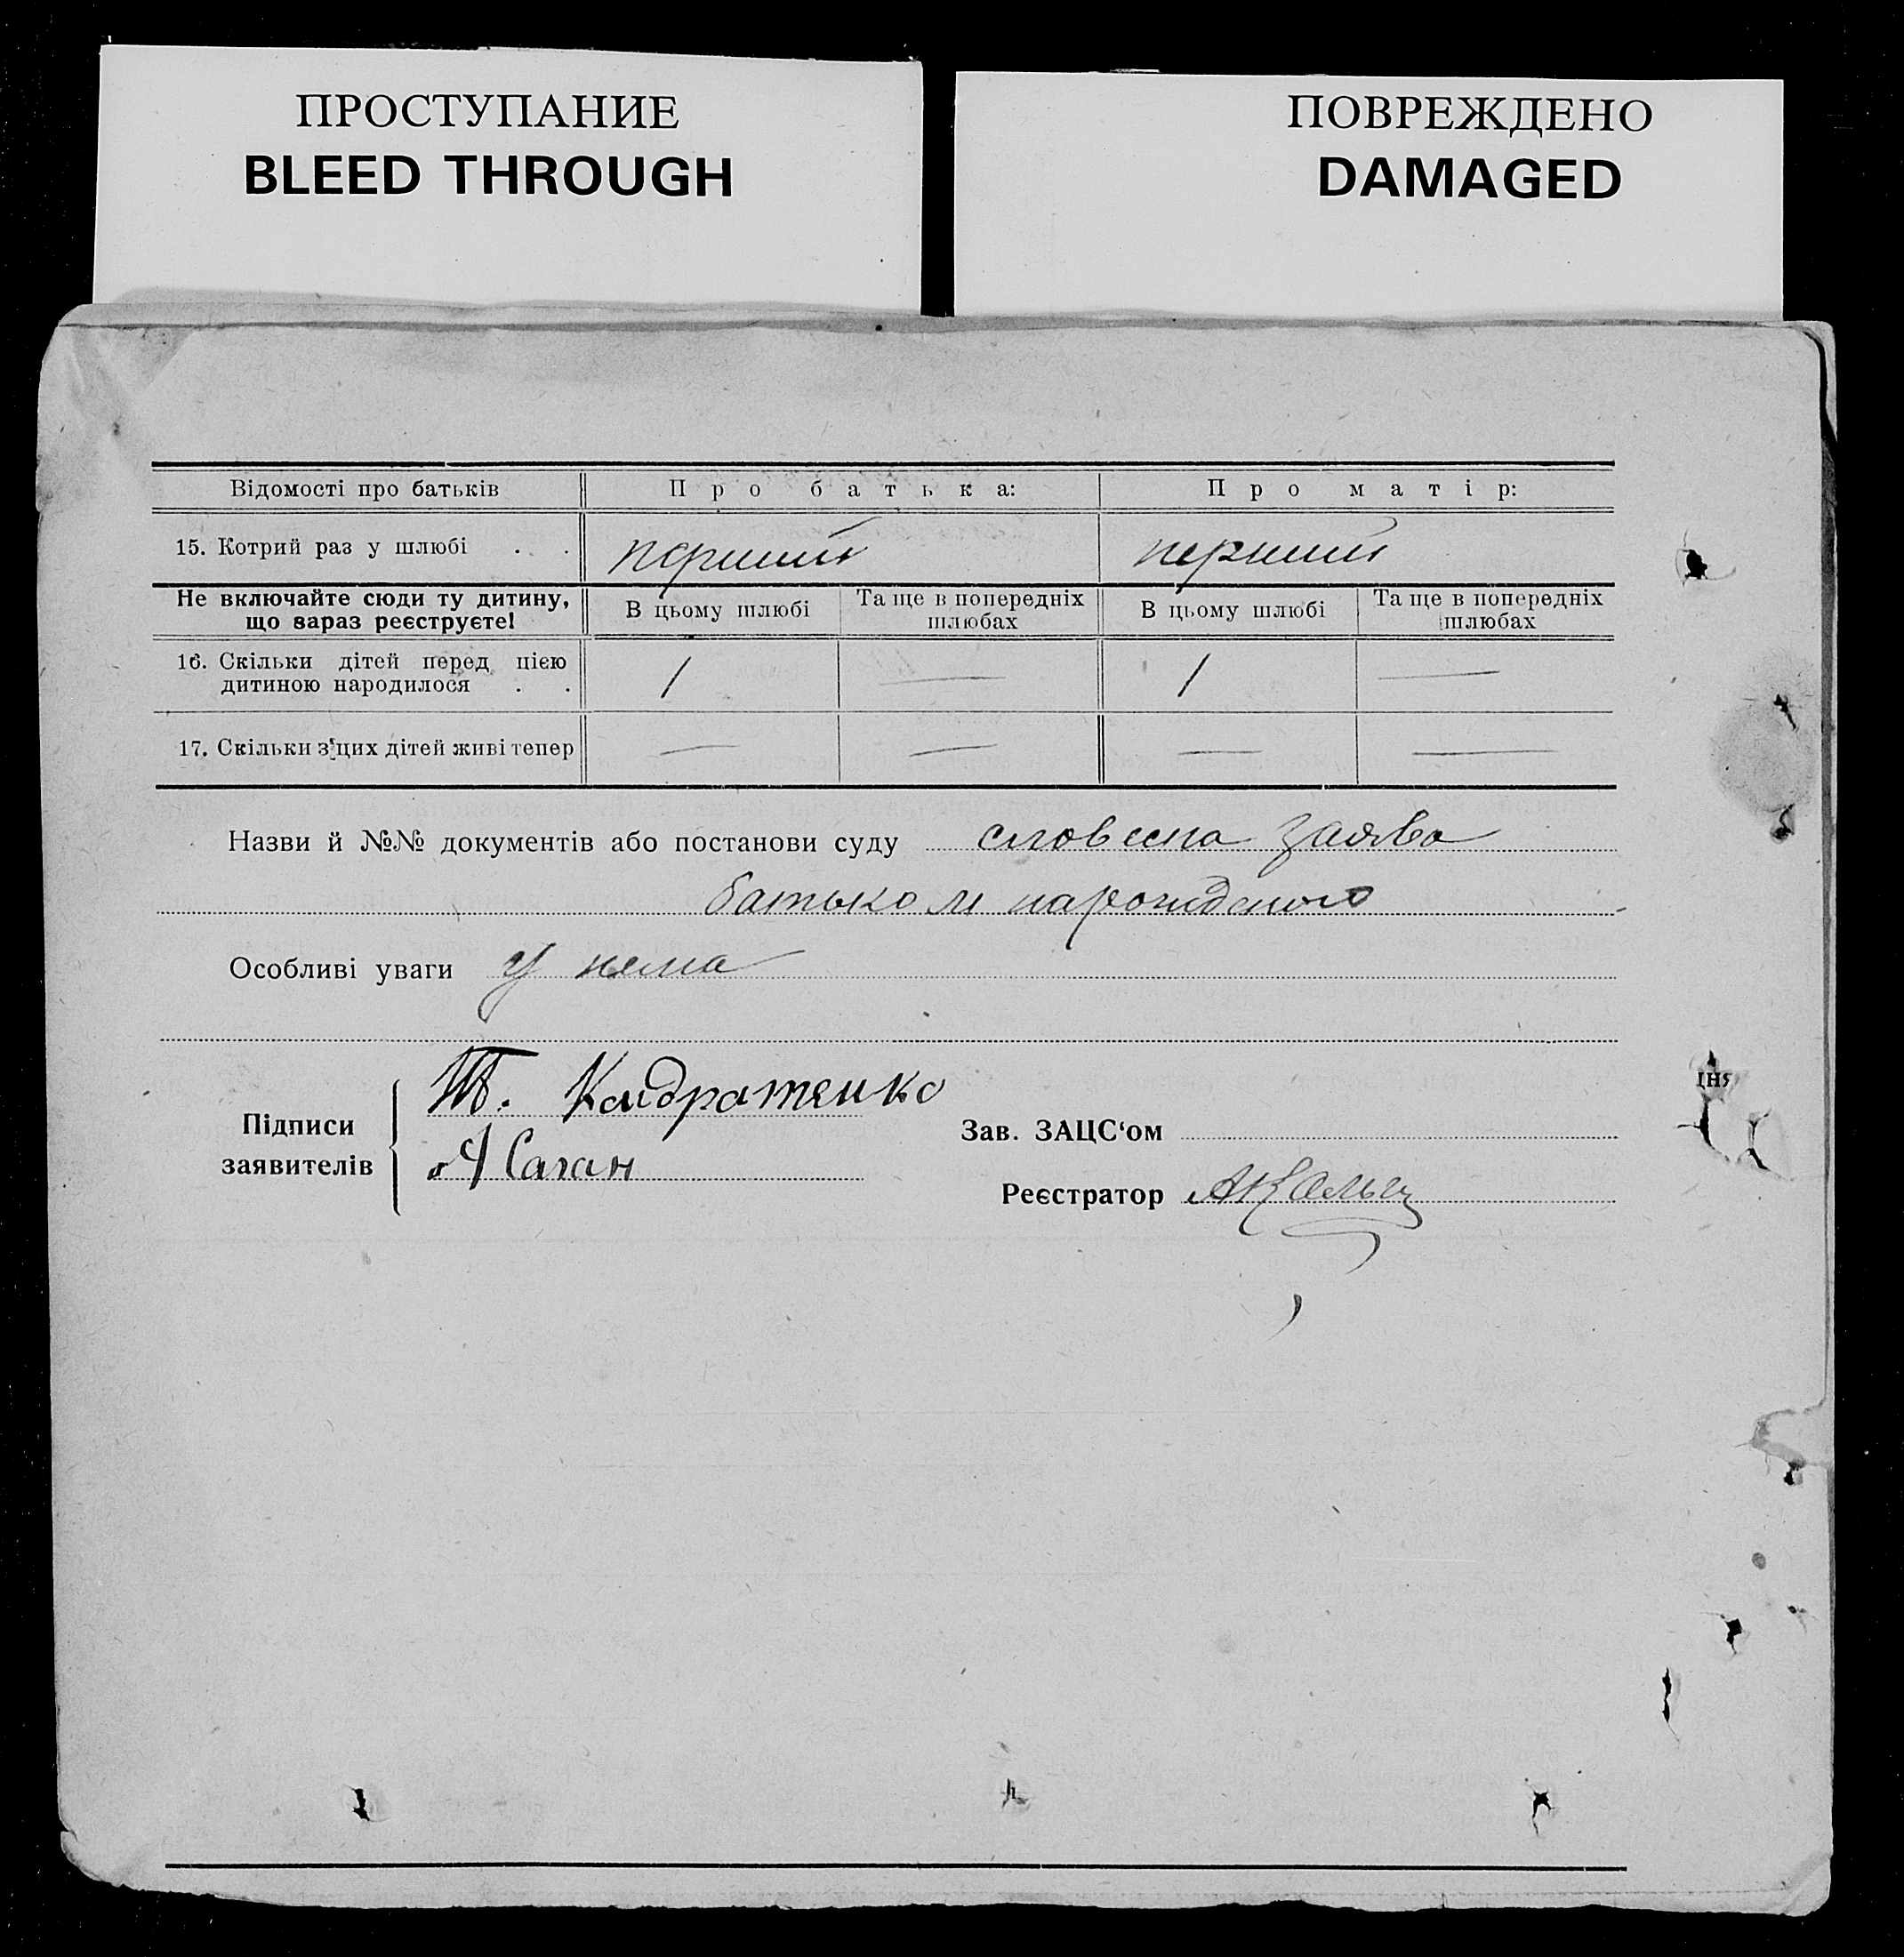 ПРОСТУПАНИЕ
BLEED THROUGH
ПОВРЕЖДЕНО
DAMAGED
Відомості про батьків Про батька: Про матір:
15. Котрий раз у шлюбі . . перший перший
Не включайте сюди ту дитину, що зараз реєструєте! В цьому шлюбі Та ще в попередніх шлюбах В цьому шлюбі Та ще в попередніх шлюбах
16. Скільки дітей перед цією дитиною народилося . . 1 — 1 —
17. Скільки з цих дітей живі тепер — — — —
Назви й №№ документів або постанови суду словесна заява
батьком народженого
Особливі уваги нема
Підписи заявителів
Т. Кондратенко
А Саган
Зав. ЗАЦС‘ом
Реєстратор